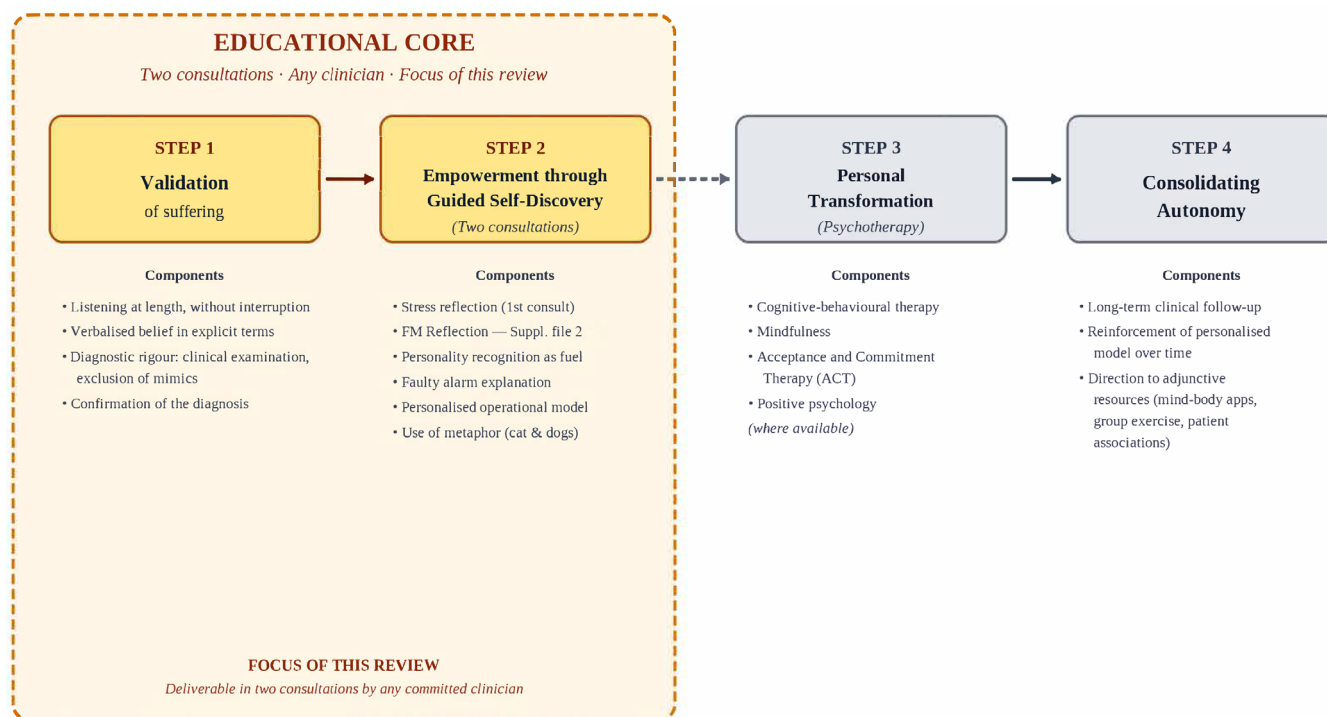 EDUCATIONAL CORE
Two consultations · Any clinician · Focus of this review
STEP 1
Validation
of suffering
Components
• Listening at length, without interruption
• Verbalised belief in explicit terms
• Diagnostic rigour: clinical examination,
exclusion of mimics
• Confirmation of the diagnosis
STEP 2
Empowerment through
Guided Self-Discovery
(Two consultations)
Components
• Stress reflection (1st consult)
• FM Reflection — Suppl. file 2
• Personality recognition as fuel
• Faulty alarm explanation
• Personalised operational model
• Use of metaphor (cat & dogs)
STEP 3
Personal
Transformation
(Psychotherapy)
Components
• Cognitive-behavioural therapy
• Mindfulness
• Acceptance and Commitment
Therapy (ACT)
• Positive psychology
(where available)
STEP 4
Consolidating
Autonomy
Components
• Long-term clinical follow-up
• Reinforcement of personalised
model over time
• Direction to adjunctive
resources (mind-body apps,
group exercise, patient
associations)
FOCUS OF THIS REVIEW
Deliverable in two consultations by any committed clinician